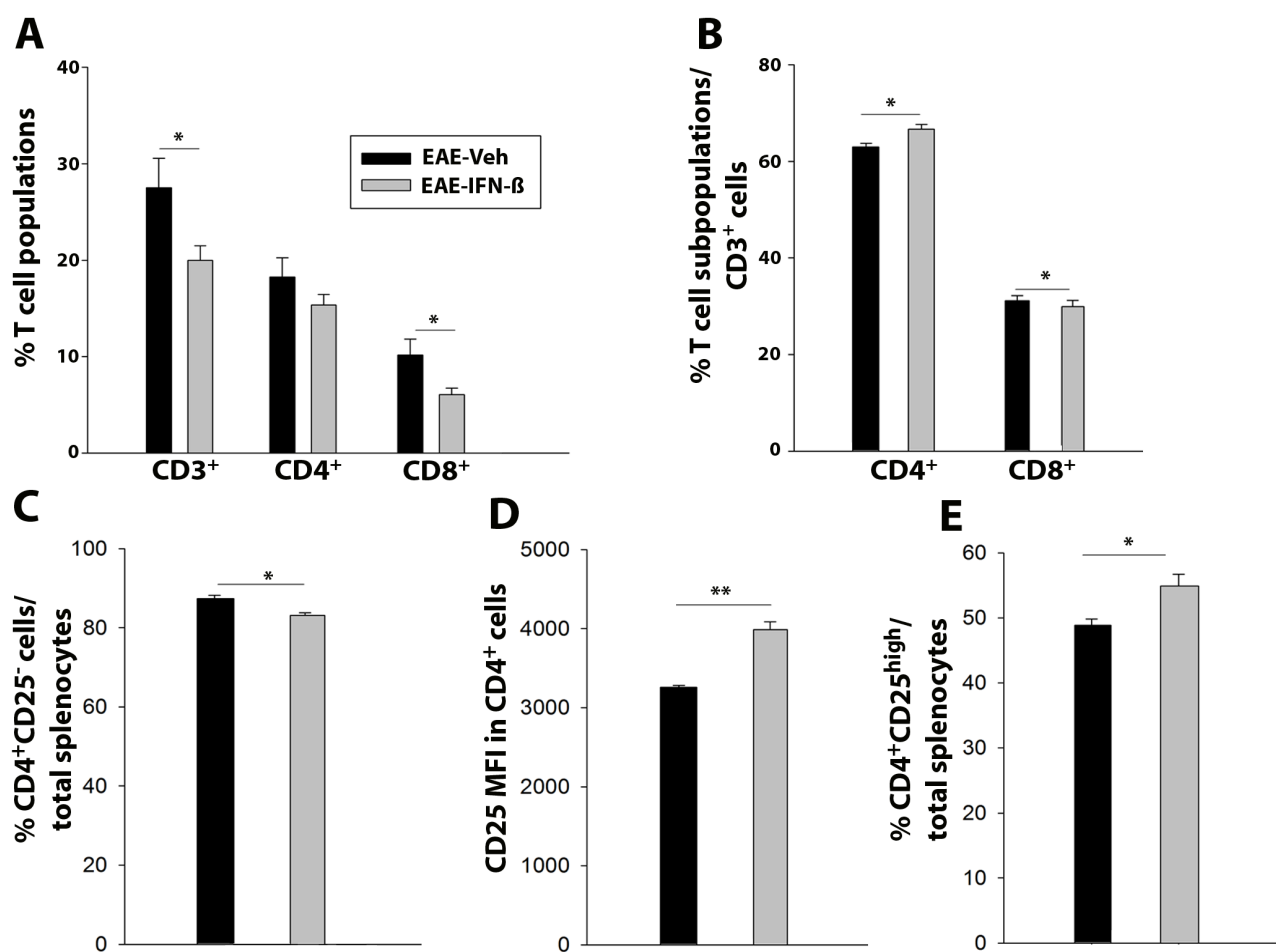 A
% T cell populations
40
30
20
10
0
*
*
EAE-Veh
EAE-IFN-ß
CD3⁺
CD4⁺
CD8⁺
B
% T cell subpopulations/
CD3⁺ cells
80
60
40
20
0
*
*
CD4⁺
CD8⁺
C
% CD4⁺CD25⁻ cells/
total splenocytes
100
80
60
40
20
0
*
D
CD25 MFI in CD4⁺ cells
5000
4000
3000
2000
1000
0
**
E
% CD4⁺CD25ʰⁱᵍʰ/
total splenocytes
60
50
40
30
20
10
0
*